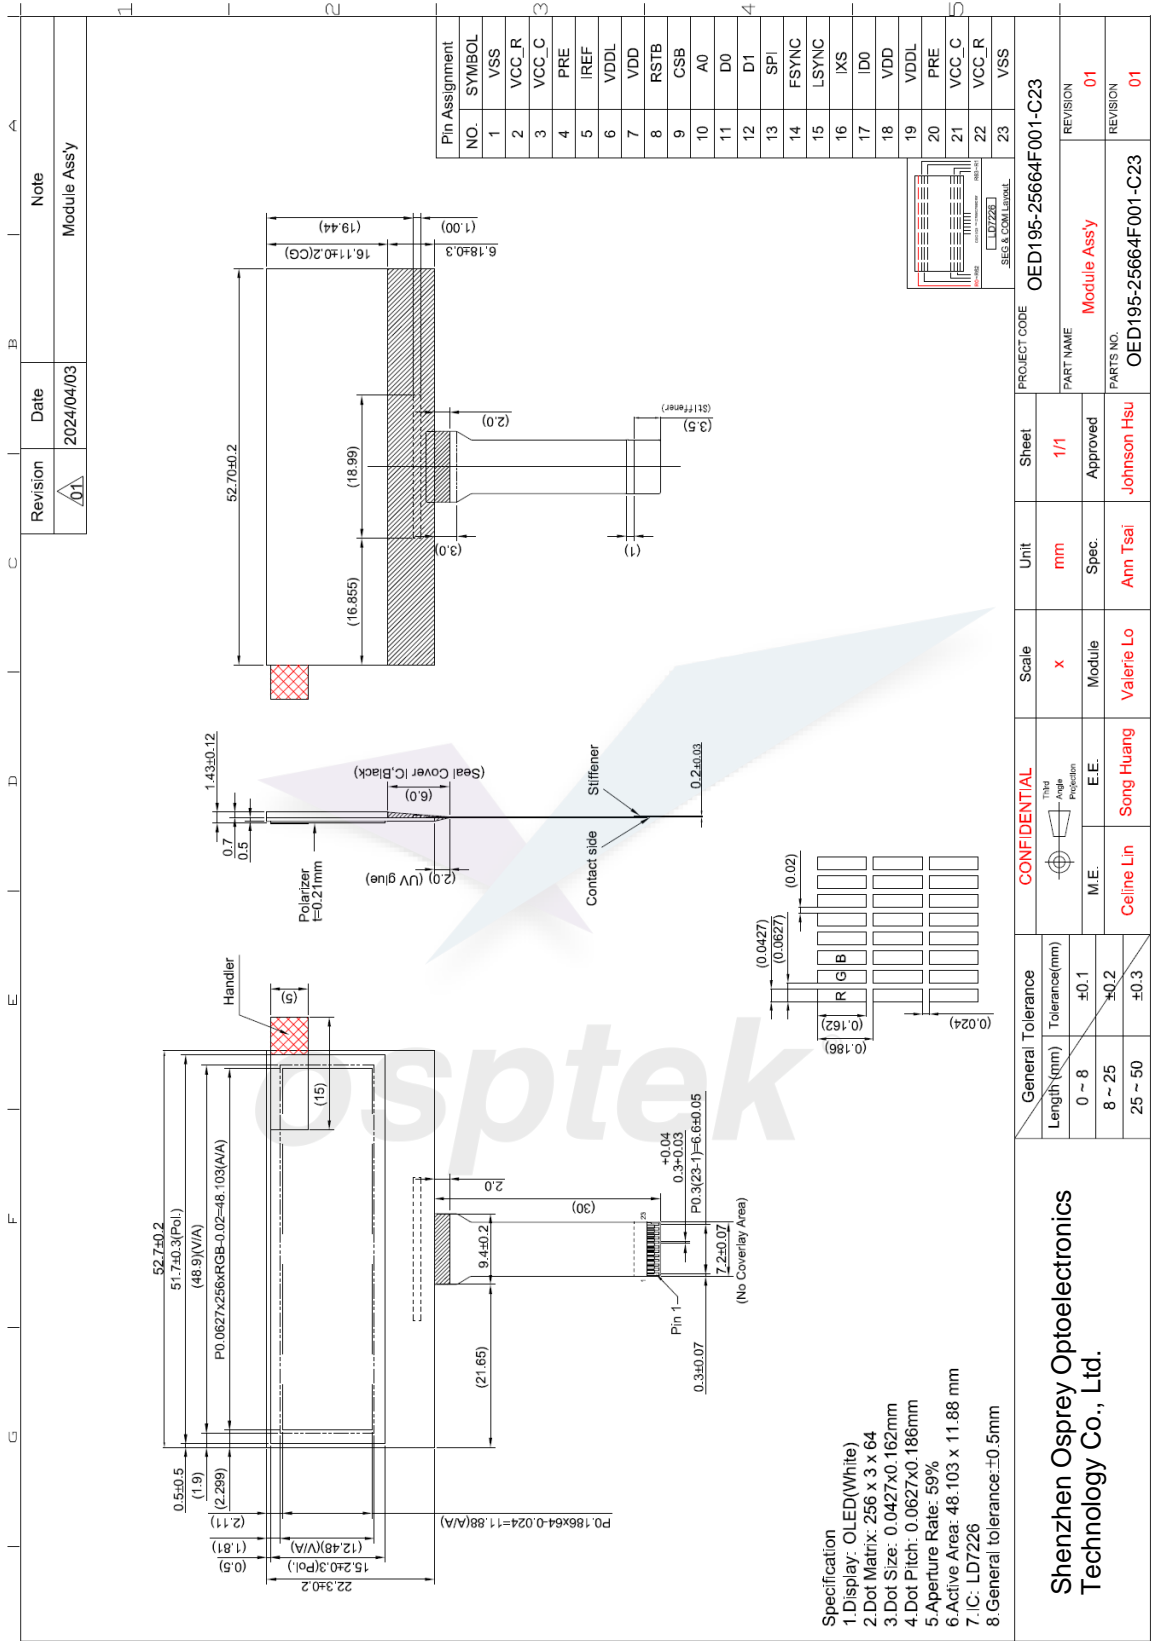 Revision Date Note
01 2024/04/03 Module Ass'y
1 2 3 4 5
A B C D E F G
Pin Assignment
NO. SYMBOL
1 VSS
2 VCC_R
3 VCC_C
4 PRE
5 IREF
6 VDDL
7 VDD
8 RSTB
9 CSB
10 A0
11 D0
12 D1
13 SPI
14 FSYNC
15 LSYNC
16 IXS
17 ID0
18 VDD
19 VDDL
20 PRE
21 VCC_C
22 VCC_R
23 VSS
52.7±0.2
51.7±0.3(Pol.)
(48.9)(V/A)
P0.0627x256xRGB-0.02=48.103(A/A)
0.5±0.5
(1.9)
(2.299)
(2.11)
(1.81)
(0.5)
P0.186x64-0.024=11.88(A/A)
(12.48)(V/A)
15.2±0.3(Pol.)
22.3±0.2
Handler
(5)
(15)
2.0
(30)
9.4±0.2
(21.65)
1
23
Pin 1
+0.04
0.3±0.03
P0.3(23-1)=6.6±0.05
7.2±0.07
(No Coverlay Area)
0.3±0.07
1.43±0.12
0.7
0.5
Polarizer
t=0.21mm
(Seal Cover IC,Black)
(6.0)
(2.0) (UV glue)
Stiffener
Contact side
0.2±0.03
52.70±0.2
(18.99)
(16.855)
(19.44)
16.11±0.2(CG)
(1.00)
6.18±0.3
(2.0)
(3.0)
(3.5)
(Stiffener)
(1)
LD7226
SEG & COM Layout
(0.0427)
(0.0627)
(0.02)
R G B
(0.162)
(0.186)
(0.024)
osptek
Specification
1.Display: OLED(White)
2.Dot Matrix: 256 x 3 x 64
3.Dot Size: 0.0427x0.162mm
4.Dot Pitch: 0.0627x0.186mm
5.Aperture Rate: 59%
6.Active Area: 48.103 x 11.88 mm
7.IC: LD7226
8.General tolerance:±0.5mm
Shenzhen Osprey Optoelectronics
Technology Co., Ltd.
General Tolerance
Length (mm) Tolerance(mm)
0 ~ 8 ±0.1
8 ~ 25 ±0.2
25 ~ 50 ±0.3
CONFIDENTIAL
Third
Angle
Projection
Scale Unit Sheet
x mm 1/1
M.E. E.E. Module Spec. Approved
Celine Lin Song Huang Valerie Lo Ann Tsai Johnson Hsu
PROJECT CODE
OED195-25664F001-C23
PART NAME
Module Ass'y
REVISION
01
PARTS NO.
OED195-25664F001-C23
REVISION
01